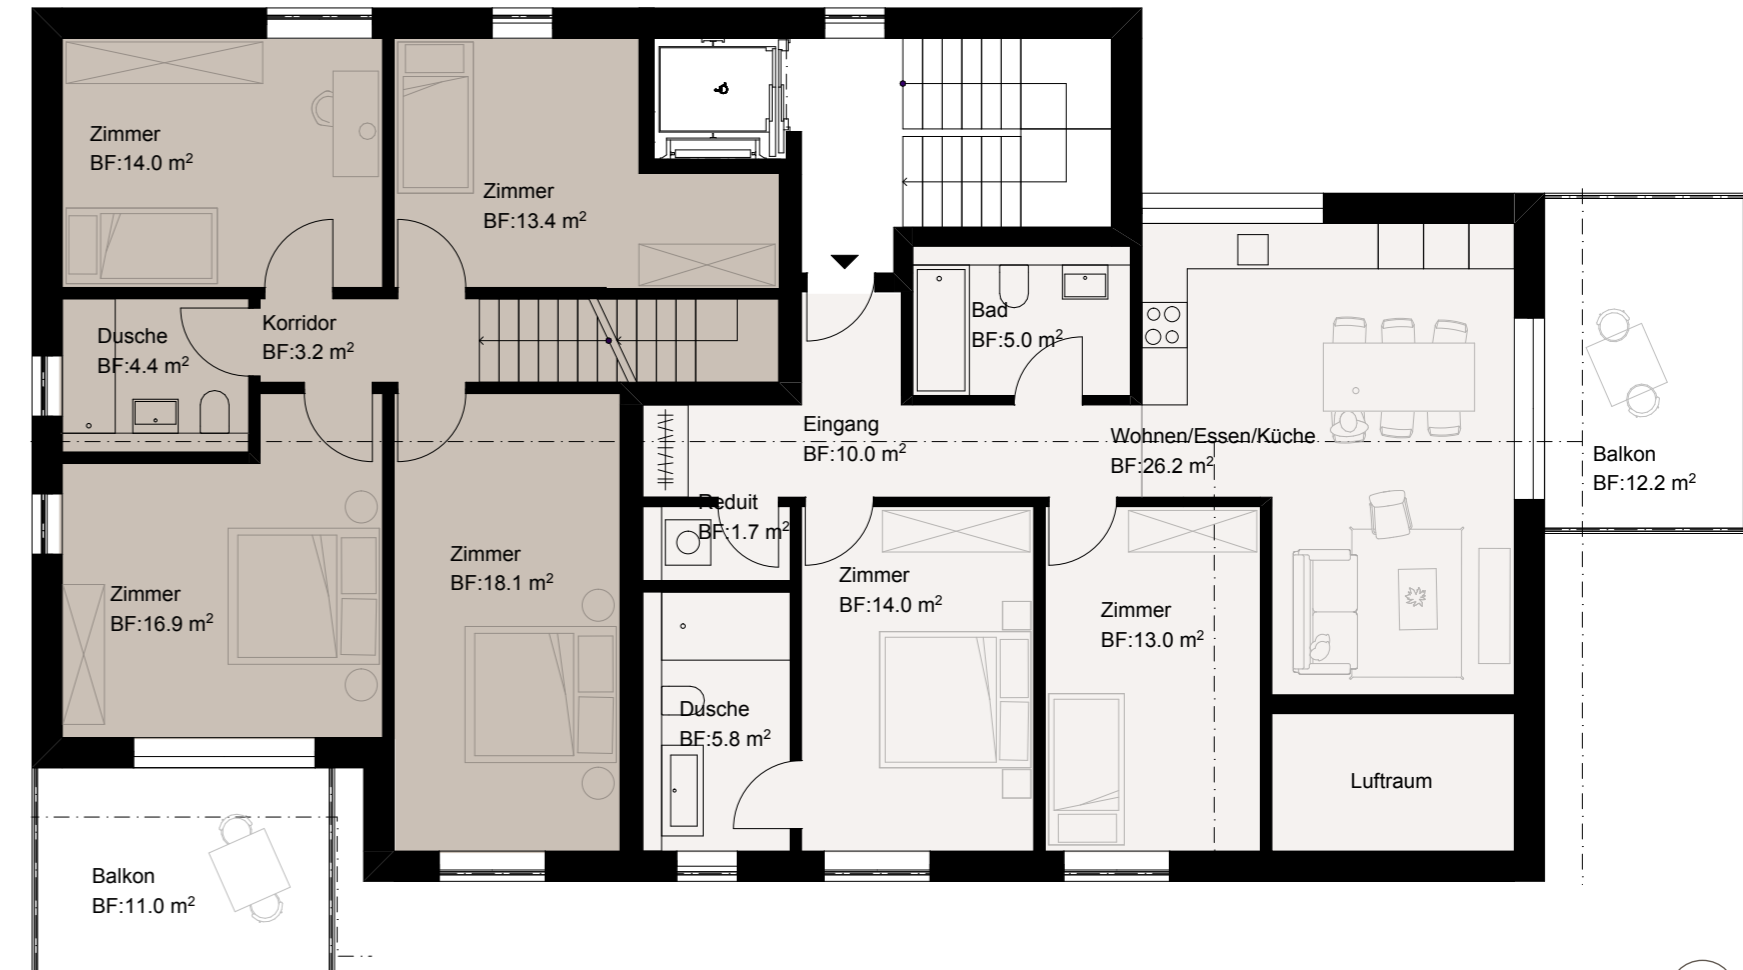 Zimmer
BF:14.0 m²
Zimmer
BF:13.4 m²
Dusche
BF:4.4 m²
Korridor
BF:3.2 m²
Bad
BF:5.0 m²
Eingang
BF:10.0 m²
Wohnen/Essen/Küche
BF:26.2 m²
Balkon
BF:12.2 m²
Reduit
BF:1.7 m²
Zimmer
BF:16.9 m²
Zimmer
BF:18.1 m²
Zimmer
BF:14.0 m²
Zimmer
BF:13.0 m²
Dusche
BF:5.8 m²
Luftraum
Balkon
BF:11.0 m²